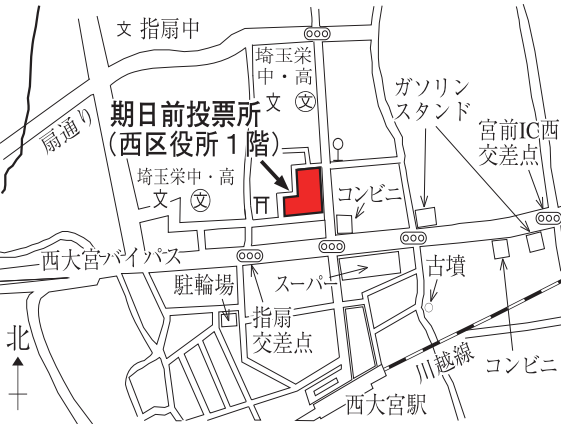 文 指扇中
埼玉栄
中・高
文 文
ガソリン
スタンド
扇通り
期日前投票所
(西区役所1階)
宮前IC西
交差点
埼玉栄中・高
文 文
コンビニ
西大宮バイパス
駐輪場
スーパー
古墳
指扇
交差点
北
川越線
コンビニ
西大宮駅